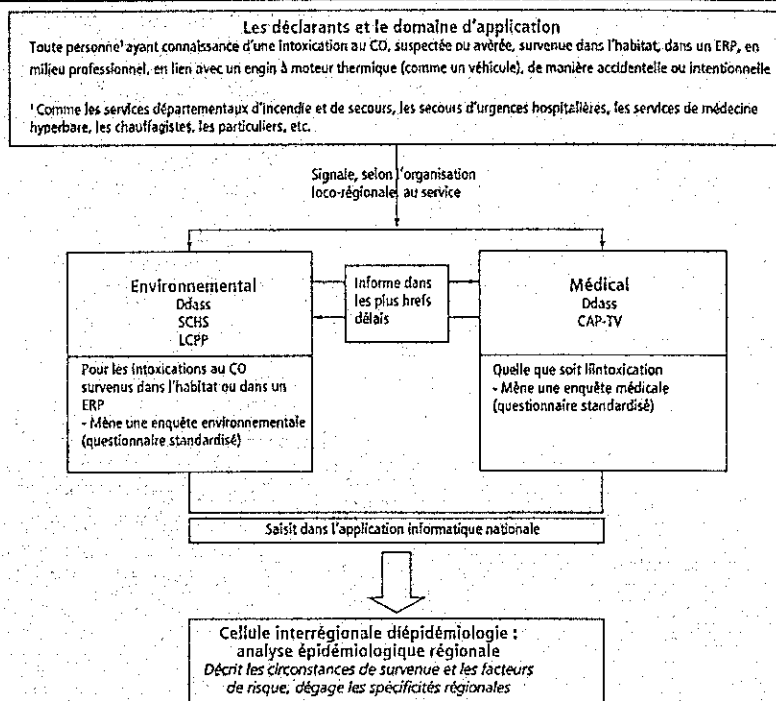 Les déclarants et le domaine d'application
Toute personne¹ ayant connaissance d'une intoxication au CO, suspectée ou avérée, survenue dans l'habitat, dans un ERP, en
milieu professionnel, en lien avec un engin à moteur thermique (comme un véhicule), de manière accidentelle ou intentionnelle
¹ Comme les services départementaux d'incendie et de secours, les secours d'urgences hospitalières, les services de médecine
hyperbare, les chauffagistes, les particuliers, etc.
Signale, selon l'organisation
loco-régionale au service
Environnemental
Ddass
SCHS
LCPP
Pour les intoxications au CO
survenus dans l'habitat ou dans un
ERP
- Mène une enquête environnementale
(questionnaire standardisé)
Informe dans
les plus hrefs
délais
Médical
Ddass
CAP-TV
Quelle que soit líintoxication
- Mène une enquête médicale
(questionnaire standardisé)
Saisit dans l'application informatique nationale
Cellule interrégionale díépidémiologie :
analyse épidémiologique régionale
Décrit les circonstances de survenue et les facteurs
de risque, dégage les spécificités régionales